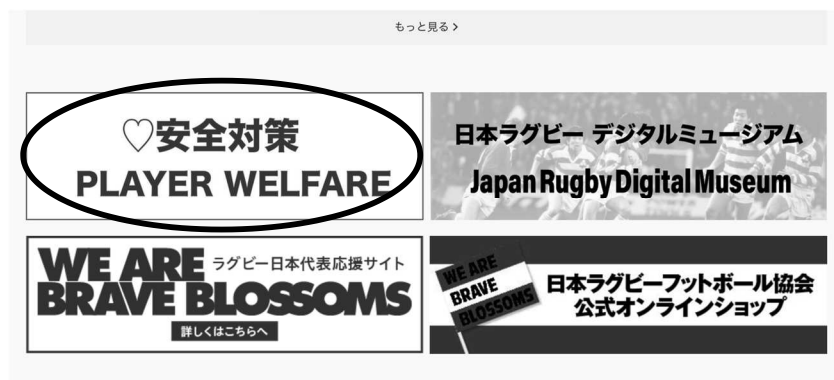 もっと見る >
♡安全対策
PLAYER WELFARE
日本ラグビー デジタルミュージアム
Japan Rugby Digital Museum
WE ARE
BRAVE BLOSSOMS
ラグビー日本代表応援サイト
詳しくはこちらへ
WE ARE
BRAVE
BLOSSOMS
日本ラグビーフットボール協会
公式オンラインショップ